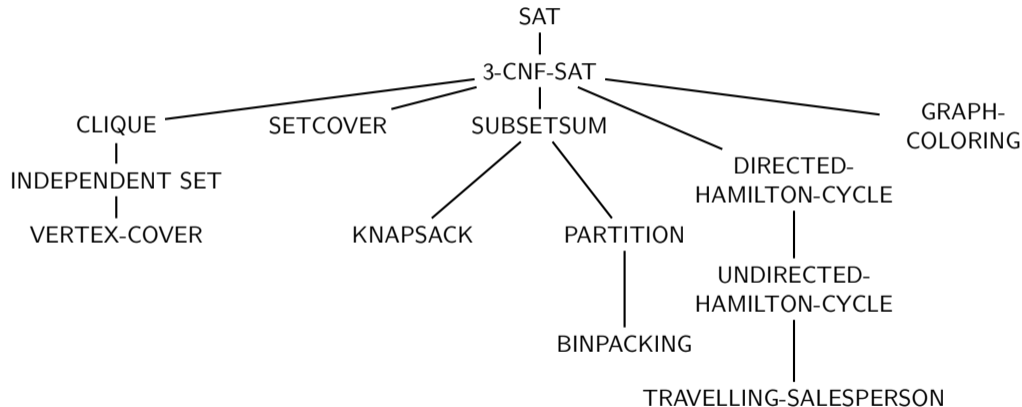 SAT
3-CNF-SAT
CLIQUE
SETCOVER
SUBSETSUM
GRAPH-
COLORING
INDEPENDENT SET
DIRECTED-
HAMILTON-CYCLE
VERTEX-COVER
KNAPSACK
PARTITION
UNDIRECTED-
HAMILTON-CYCLE
BINPACKING
TRAVELLING-SALESPERSON